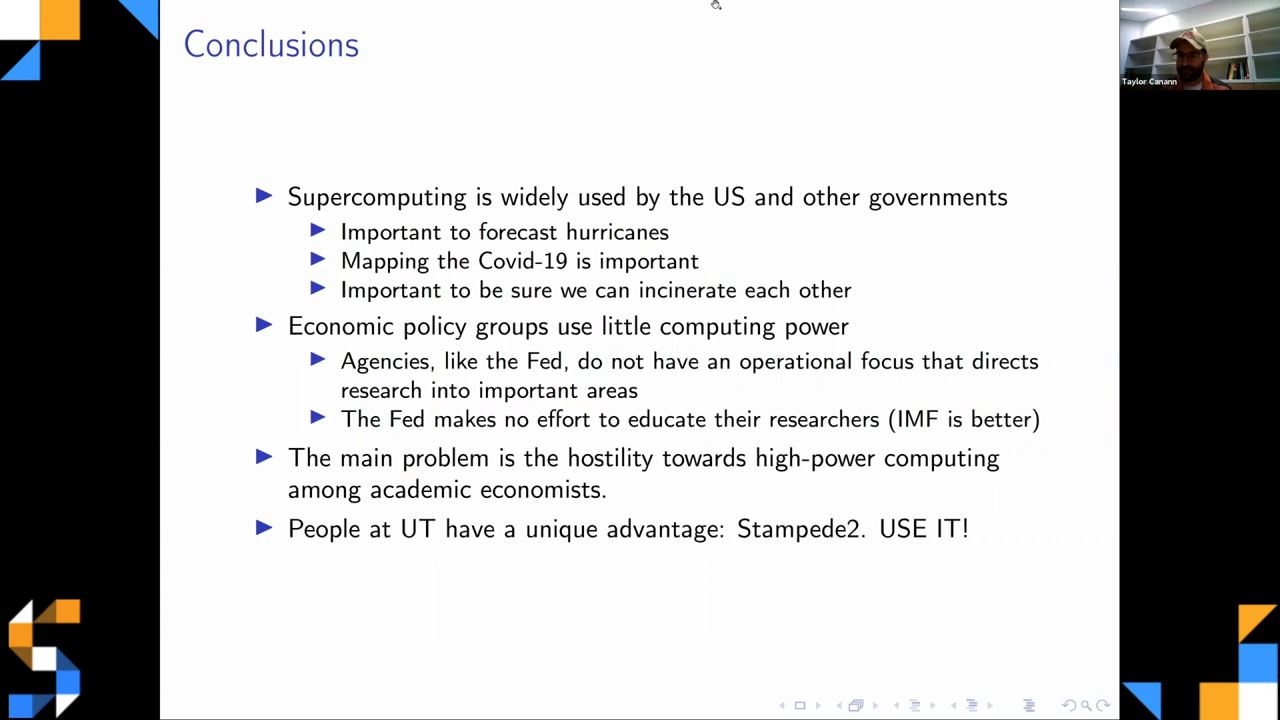 Conclusions
Taylor Canann
Supercomputing is widely used by the US and other governments
Important to forecast hurricanes
Mapping the Covid-19 is important
Important to be sure we can incinerate each other
Economic policy groups use little computing power
Agencies, like the Fed, do not have an operational focus that directs
research into important areas
The Fed makes no effort to educate their researchers (IMF is better)
The main problem is the hostility towards high-power computing
among academic economists.
People at UT have a unique advantage: Stampede2. USE IT!